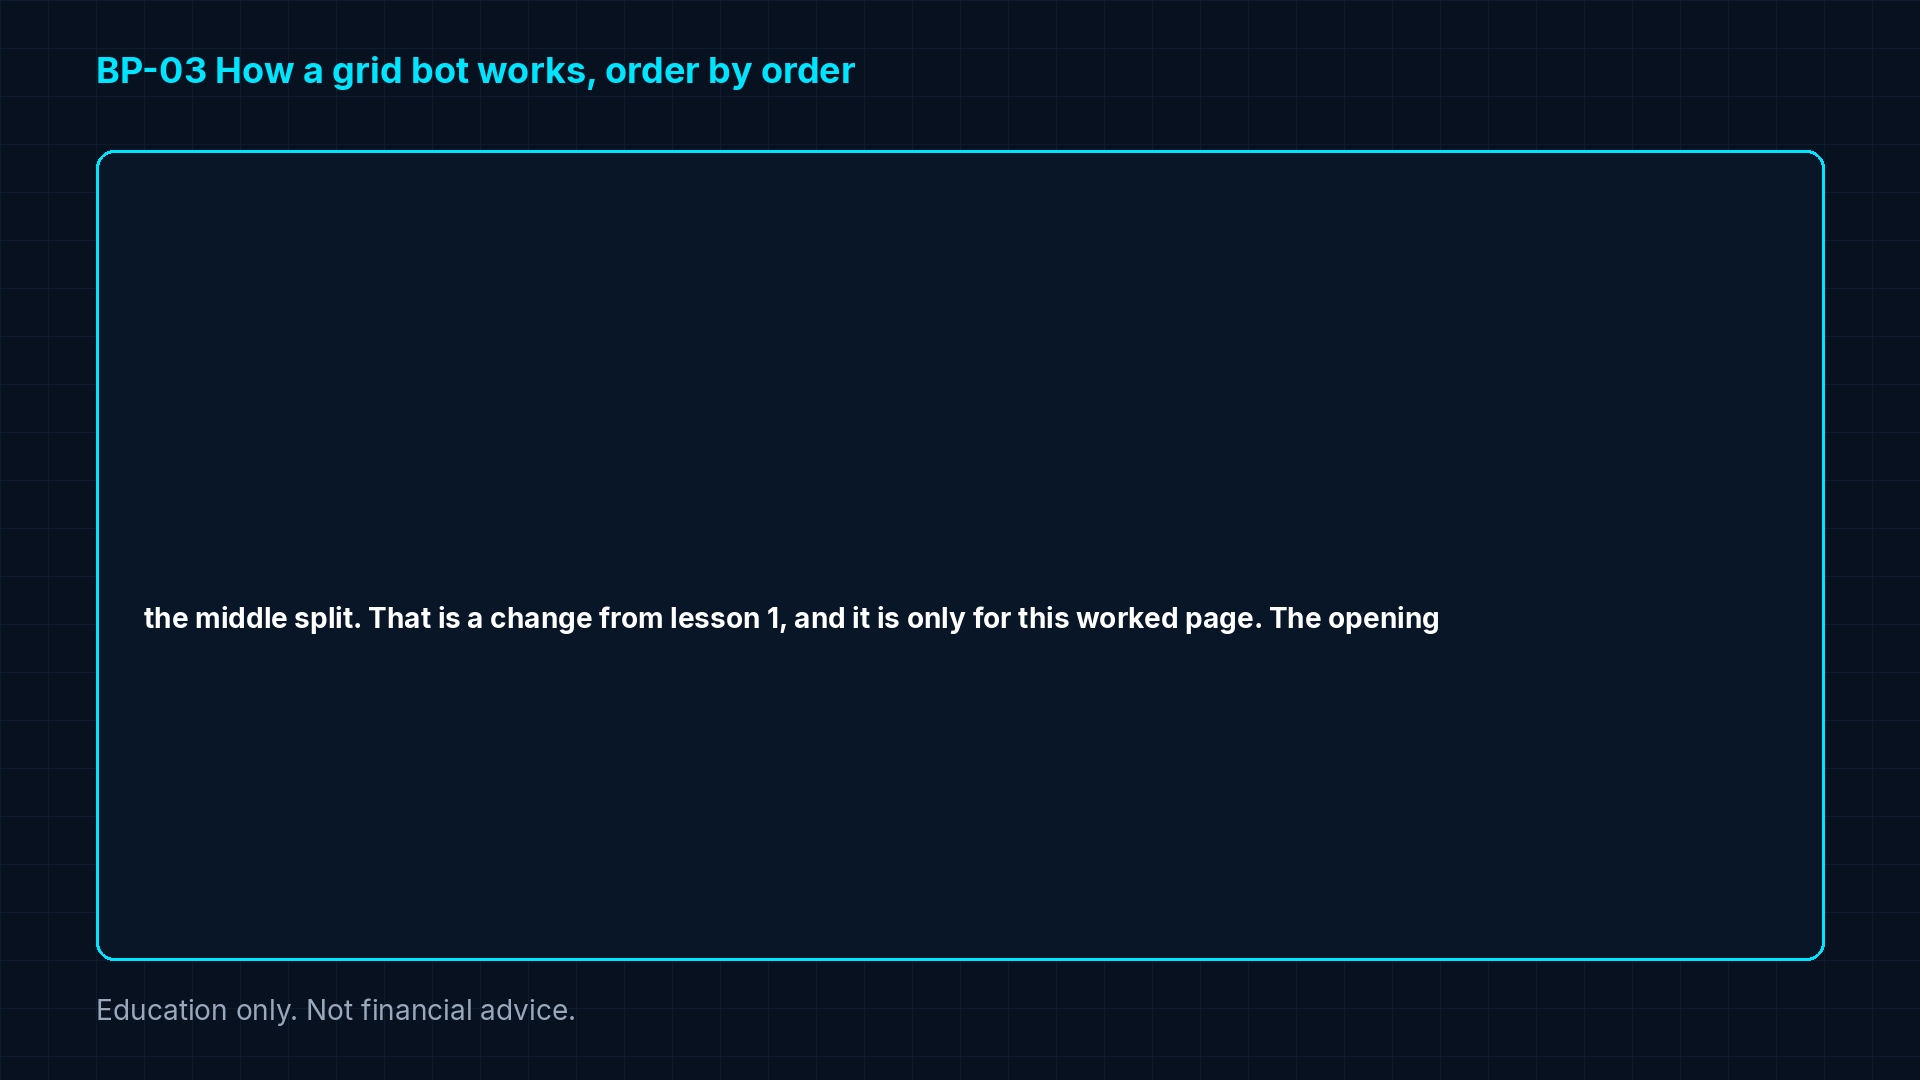 BP-03 How a grid bot works, order by order
the middle split. That is a change from lesson 1, and it is only for this worked page. The opening
Education only. Not financial advice.